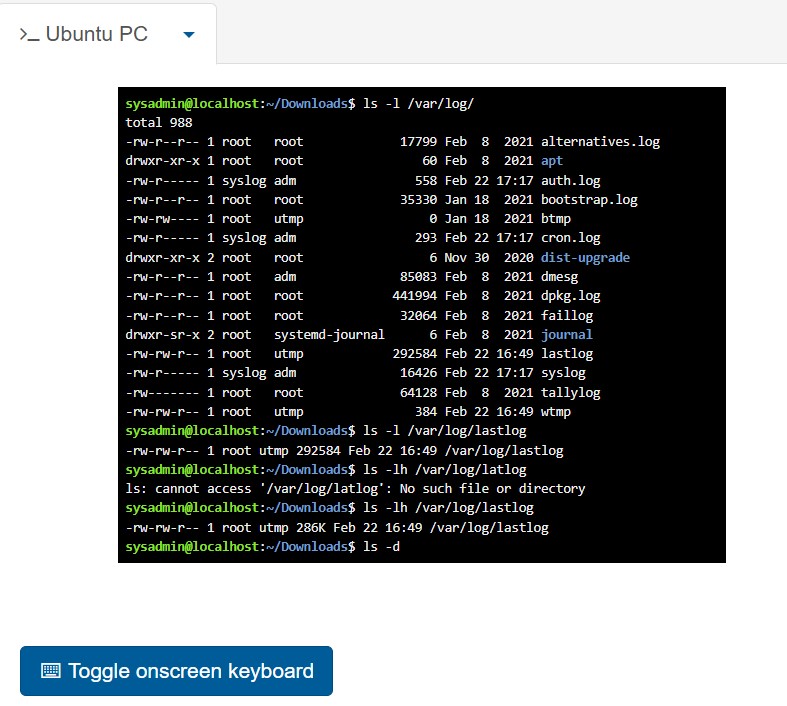 >_ Ubuntu PC
sysadmin@localhost:~/Downloads$ ls -l /var/log/
total 988
-rw-r--r-- 1 root   root             17799 Feb  8  2021 alternatives.log
drwxr-xr-x 1 root   root                60 Feb  8  2021 apt
-rw-r----- 1 syslog adm                558 Feb 22 17:17 auth.log
-rw-r--r-- 1 root   root             35330 Jan 18  2021 bootstrap.log
-rw-rw---- 1 root   utmp                 0 Jan 18  2021 btmp
-rw-r----- 1 syslog adm                293 Feb 22 17:17 cron.log
drwxr-xr-x 2 root   root                 6 Nov 30  2020 dist-upgrade
-rw-r--r-- 1 root   adm              85083 Feb  8  2021 dmesg
-rw-r--r-- 1 root   root            441994 Feb  8  2021 dpkg.log
-rw-r--r-- 1 root   root             32064 Feb  8  2021 faillog
drwxr-sr-x 2 root   systemd-journal      6 Feb  8  2021 journal
-rw-rw-r-- 1 root   utmp            292584 Feb 22 16:49 lastlog
-rw-r----- 1 syslog adm              16426 Feb 22 17:17 syslog
-rw------- 1 root   root             64128 Feb  8  2021 tallylog
-rw-rw-r-- 1 root   utmp               384 Feb 22 16:49 wtmp
sysadmin@localhost:~/Downloads$ ls -l /var/log/lastlog
-rw-rw-r-- 1 root utmp 292584 Feb 22 16:49 /var/log/lastlog
sysadmin@localhost:~/Downloads$ ls -lh /var/log/latlog
ls: cannot access '/var/log/latlog': No such file or directory
sysadmin@localhost:~/Downloads$ ls -lh /var/log/lastlog
-rw-rw-r-- 1 root utmp 286K Feb 22 16:49 /var/log/lastlog
sysadmin@localhost:~/Downloads$ ls -d
Toggle onscreen keyboard